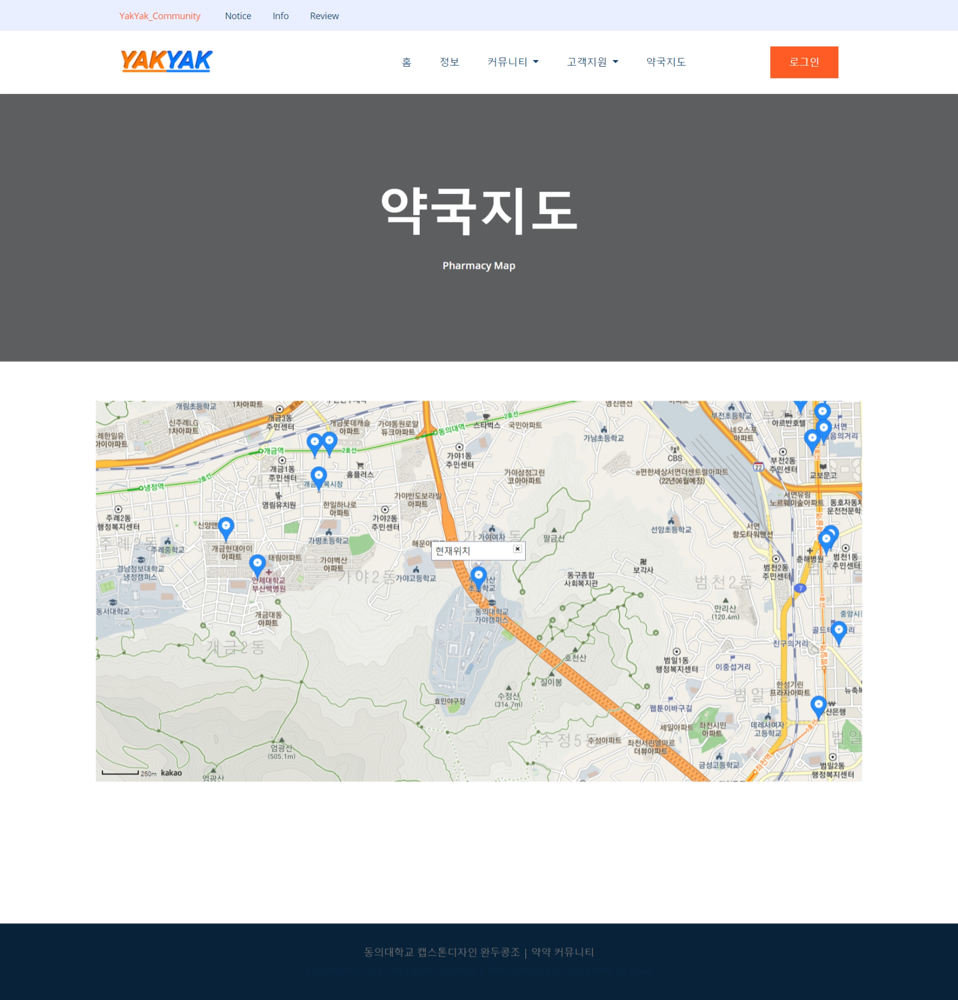 YakYak_Community Notice Info Review
YAKYAK
홈 정보 커뮤니티 고객지원 약국지도
로그인
약국지도
Pharmacy Map
개림초등학교
1차아파트
개금3동
주민센터
신주례LG
1차아파트
개금롯데캐슬
아파트
가야동원로얄
듀크아파트
동의대역
스타벅스
2호선
국민아파트
영진맨션
가남초등학교
부전초등학교
아르반호텔
네오스포
아파트
서면
음의거리
례한일유
아이아파트
개금역
2호선
개금1동
주민센터
홈플러스
가야1동
주민센터
CBS
22
부전2동
주민센터
교보문고
e편한세상서면더센트럴아파트
(22년06월예정)
가야삼정그린
코아아파트
냉정역
2호선
영림유치원
한일하나로
아파트
가야반도보라빌
아파트
서면유림
노르웨이숲아파트
동호자동차
운전전문학
주례2동
행정복지센터
신양맨
가야2동
주민센터
가평초등학교
주례중학교
개금현대아이
아파트
태림아파트
가야벽산
아파트
가야여자
팔금산
선암초등학교
서면
항도타워맨션
현재위치
경남정보대학교
냉정캠퍼스
가야2동
가야고등학교
동구종합
사회복지관
보각사
범천2동
범천2동
주민센터
춘해병원
범천1동
주민센터
인제대학교
부산백병원
7
동서대학교
개금대동
아파트
동의대학교
가야캠퍼스
만리산
(120.4m)
1호선
중앙시장
친구의거리
개금2동
호천산
범일1동
행정복지센터
이중섭거리
범일역
실이봉
수정산
(314.7m)
효민야구장
한성기린
프라자아파트
웹툰이바구길
세일아파트
좌천시민
아파트
데레사여자
고등학교
산은행
1호선
수정5동
수성아파트
좌천서린엘마르
더뷰아파트
엄광산
(505.1m)
금성고등학교
좌천역
범일2동
행정복지센터
엄광산
250m kakao
동의대학교 캡스톤디자인 완두콩조 | 약약 커뮤니티